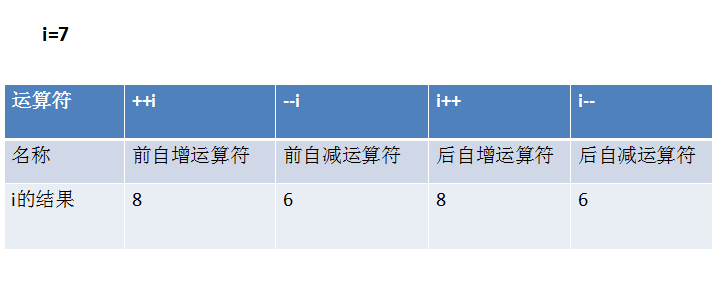 i=7
运算符 ++i --i i++ i--
名称 前自增运算符 前自减运算符 后自增运算符 后自减运算符
i的结果 8 6 8 6